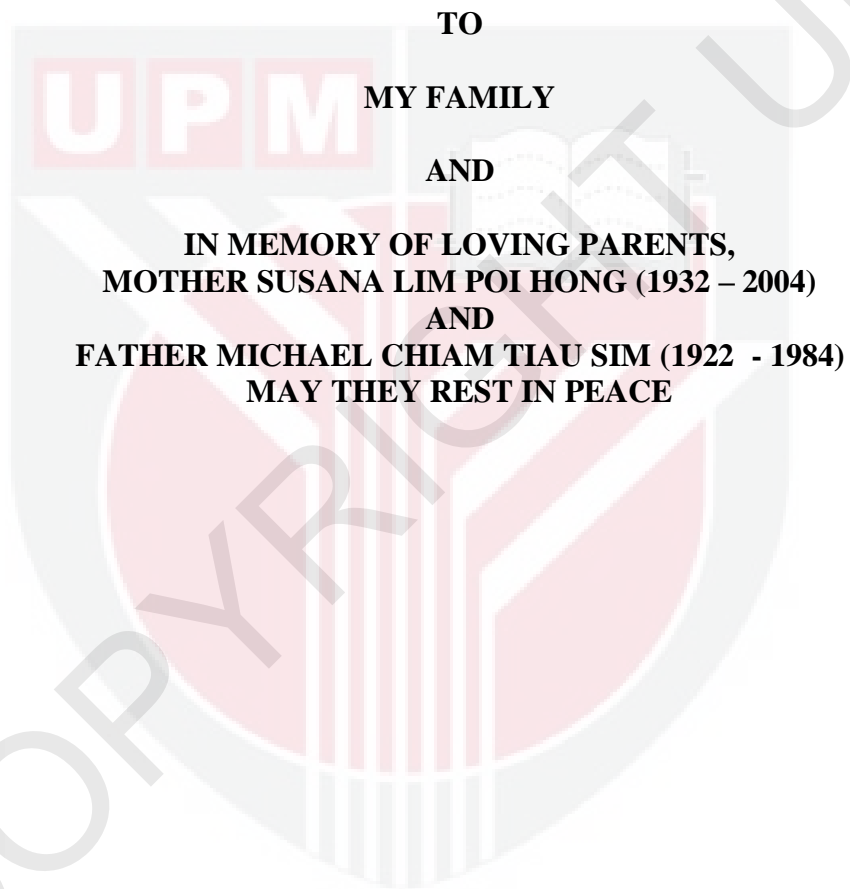 TO
MY FAMILY
AND
IN MEMORY OF LOVING PARENTS,
MOTHER SUSANA LIM POI HONG (1932 – 2004)
AND
FATHER MICHAEL CHIAM TIAU SIM (1922 - 1984)
MAY THEY REST IN PEACE
UPM
OPYRIGHT U